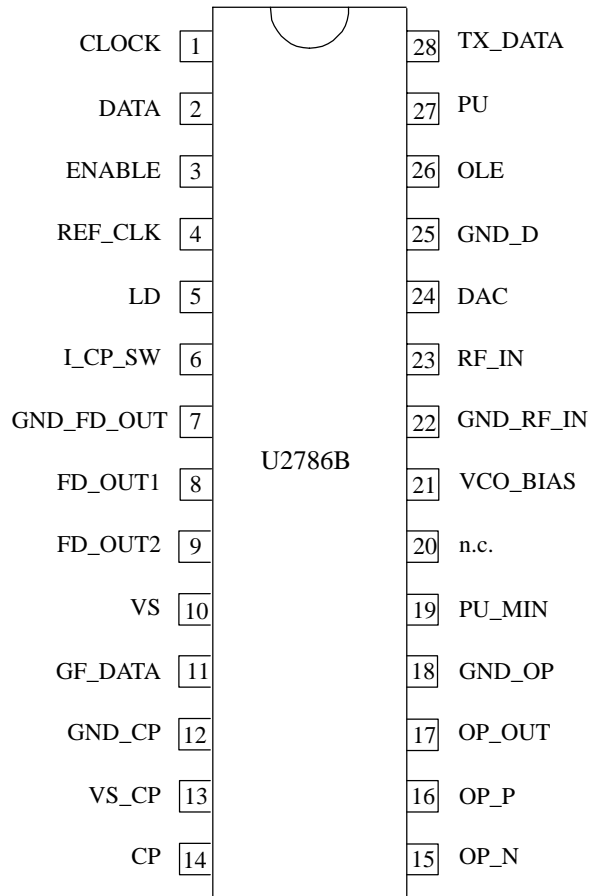 CLOCK 1 28 TX_DATA
DATA 2 27 PU
ENABLE 3 26 OLE
REF_CLK 4 25 GND_D
LD 5 24 DAC
I_CP_SW 6 23 RF_IN
GND_FD_OUT 7 22 GND_RF_IN
U2786B
FD_OUT1 8 21 VCO_BIAS
FD_OUT2 9 20 n.c.
VS 10 19 PU_MIN
GF_DATA 11 18 GND_OP
GND_CP 12 17 OP_OUT
VS_CP 13 16 OP_P
CP 14 15 OP_N